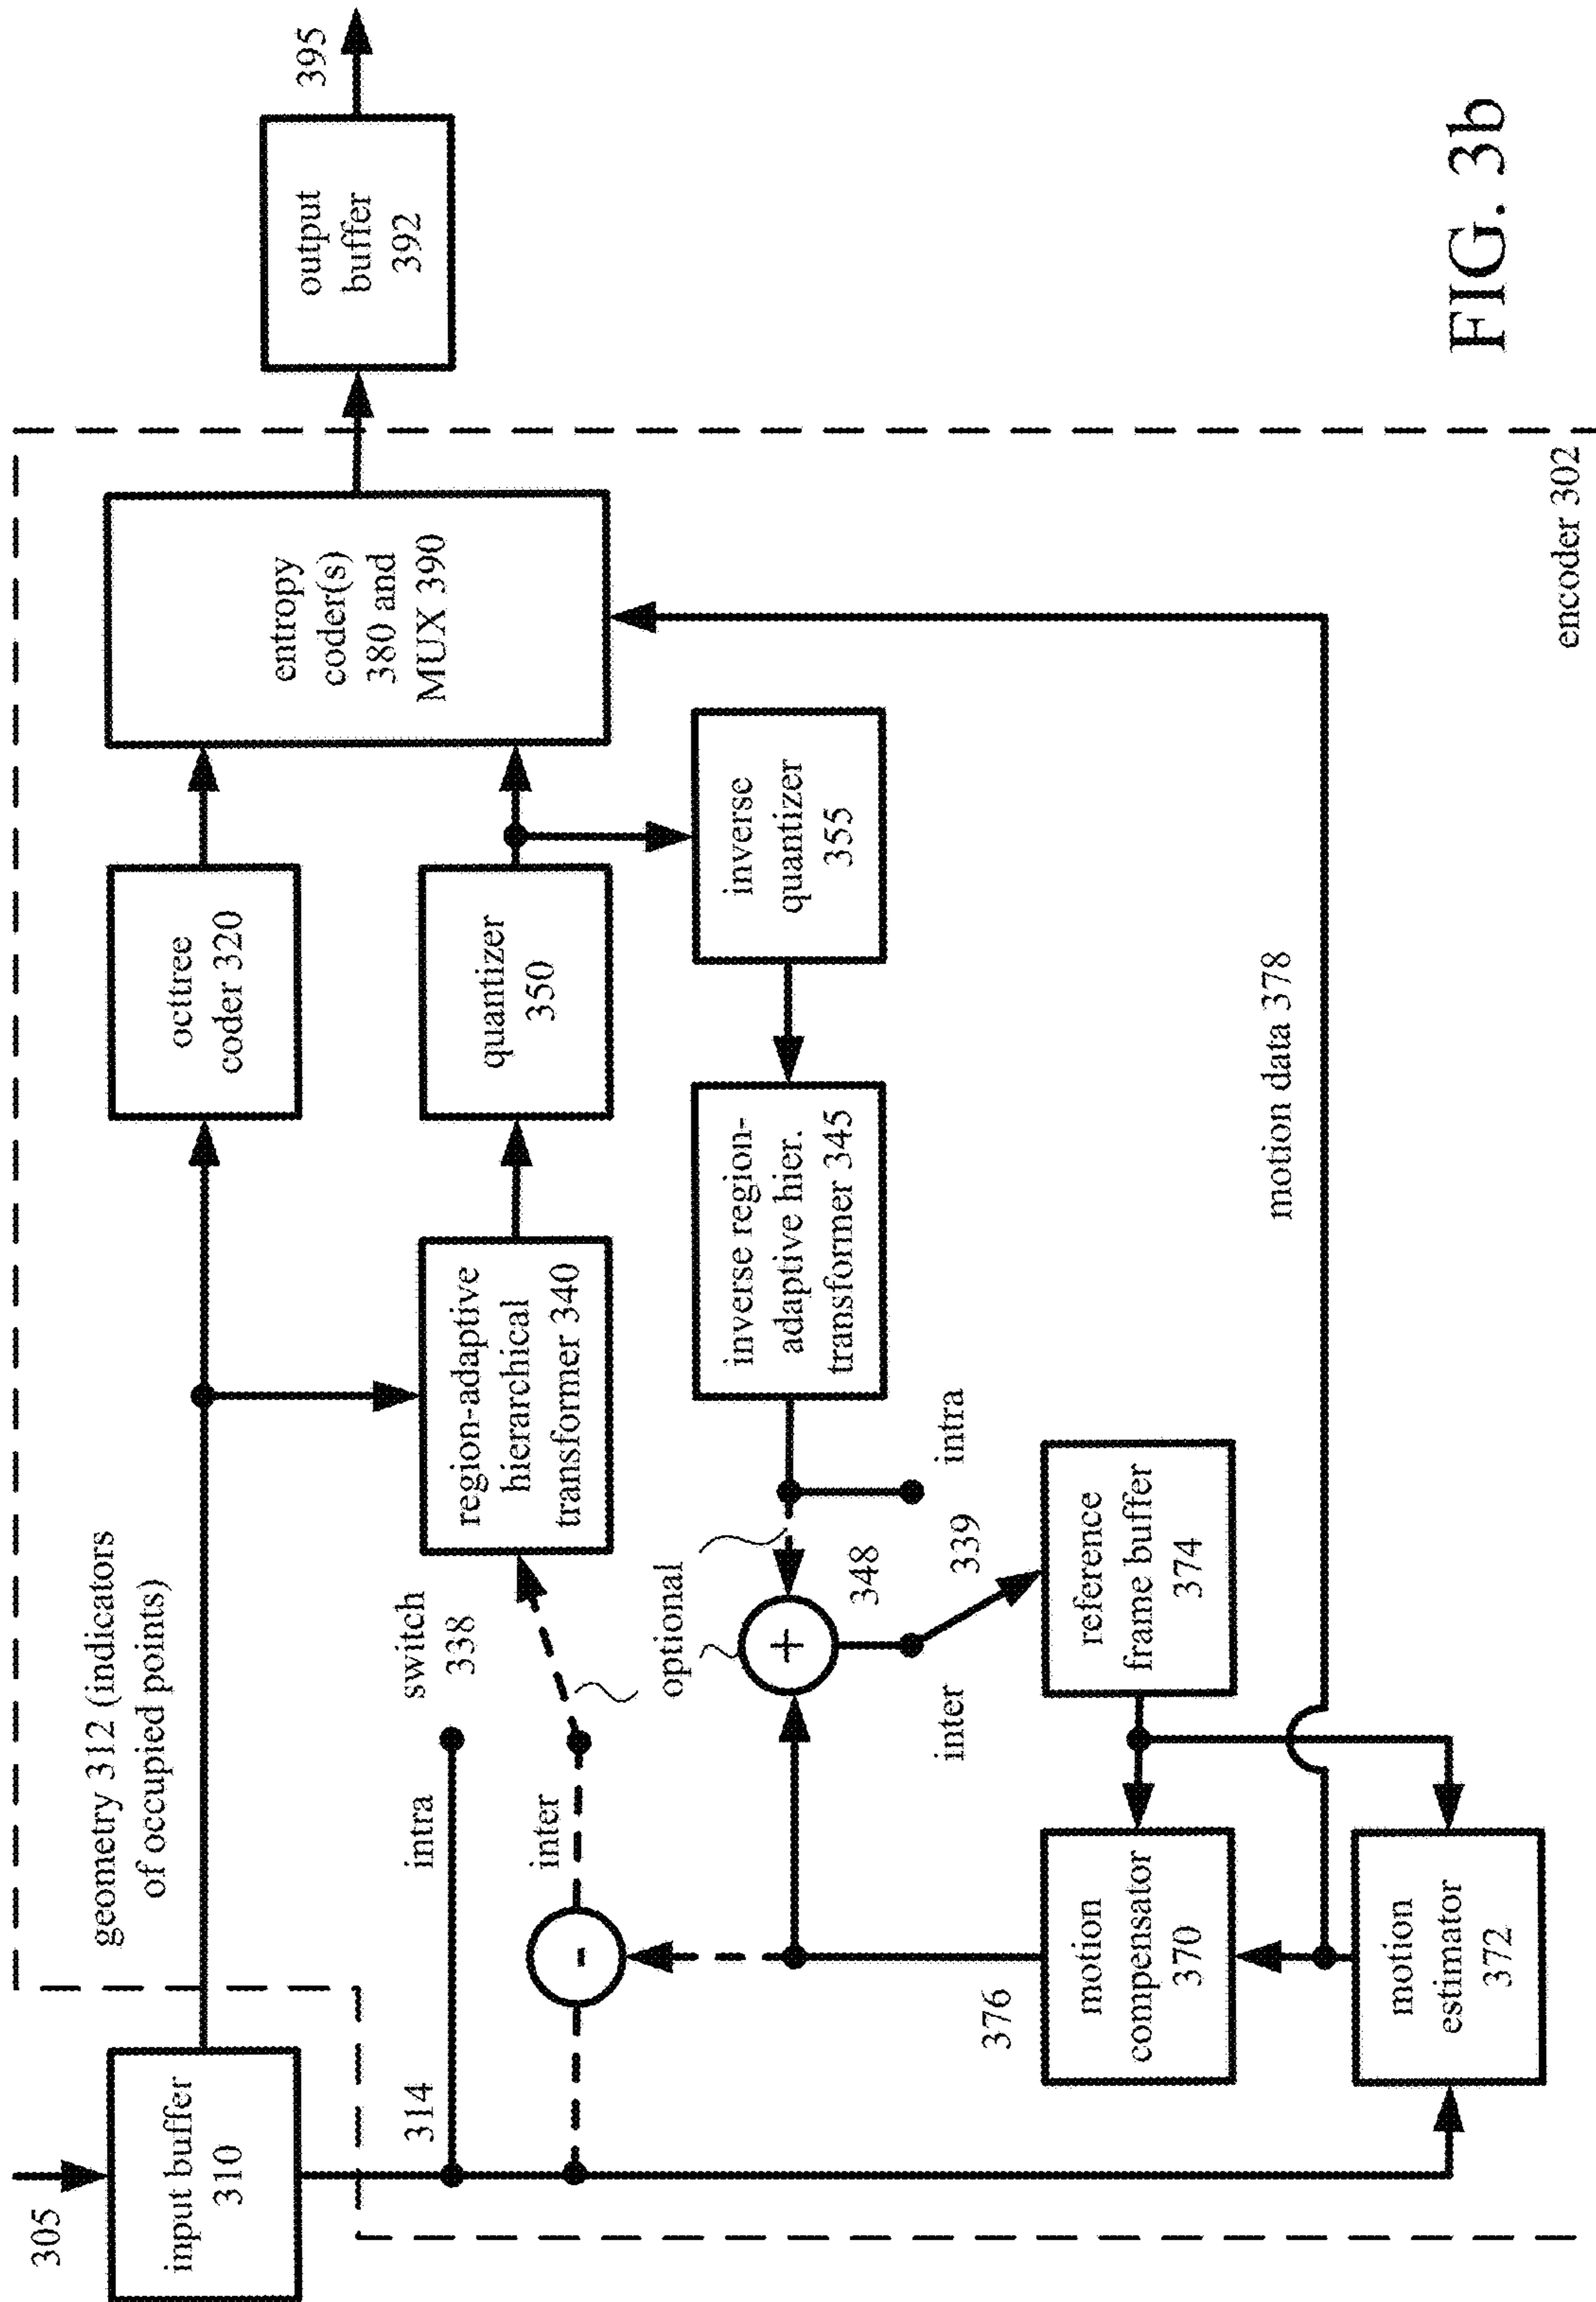 305
input buffer
310
geometry 312 (indicators
of occupied points)
octtree
coder 320
entropy
coder(s)
380 and
MUX 390
output
buffer
392
395
314
intra
switch
338
inter
region-adaptive
hierarchical
transformer 340
quantizer
350
optional
inverse
quantizer
355
inverse region-
adaptive hier.
transformer 345
+
-
348
intra
339
inter
376
motion
compensator
370
reference
frame buffer
374
motion data 378
motion
estimator
372
encoder 302
FIG. 3b